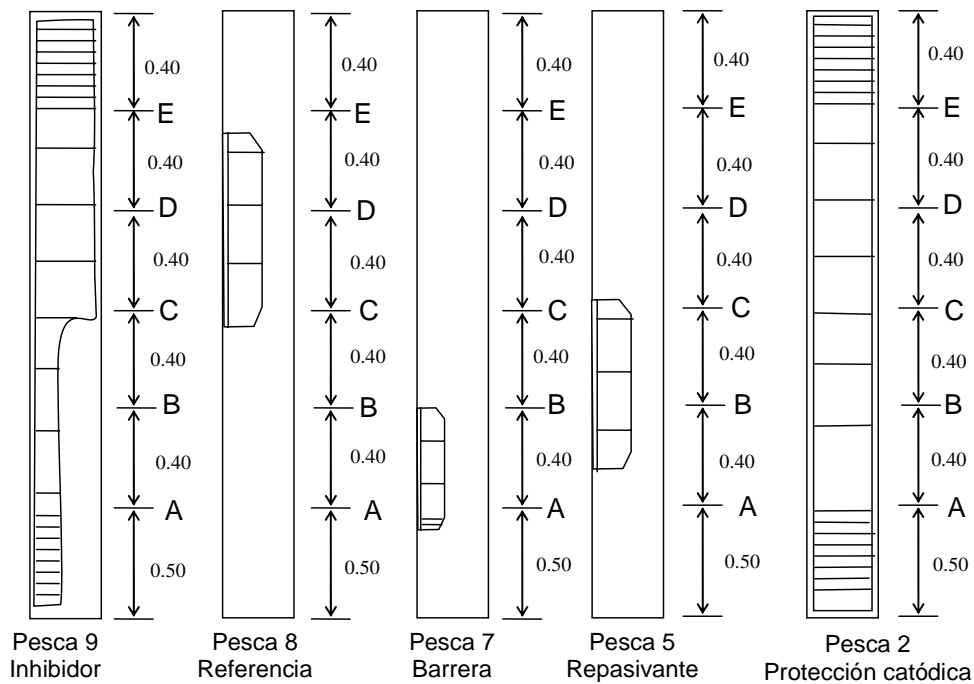 0.40 0.40 0.40 0.40 0.40
E E E E E
0.40 0.40 0.40 0.40 0.40
D D D D D
0.40 0.40 0.40 0.40 0.40
C C C C C
0.40 0.40 0.40 0.40 0.40
B B B B B
0.40 0.40 0.40 0.40 0.40
A A A A A
0.50 0.50 0.50 0.50 0.50
Pesca 9 Pesca 8 Pesca 7 Pesca 5 Pesca 2
Inhibidor Referencia Barrera Repasivante Protección catódica